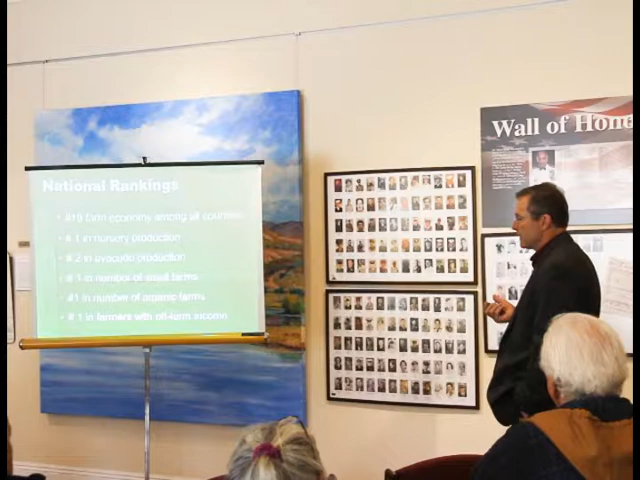 National Rankings
• #19 farm economy among all counties
• # 1 in nursery production
• # 2 in avocado production
• # 1 in number of small farms
#1 in number of organic farms
• # 1 in farmers with off-farm income
Wall of Hono